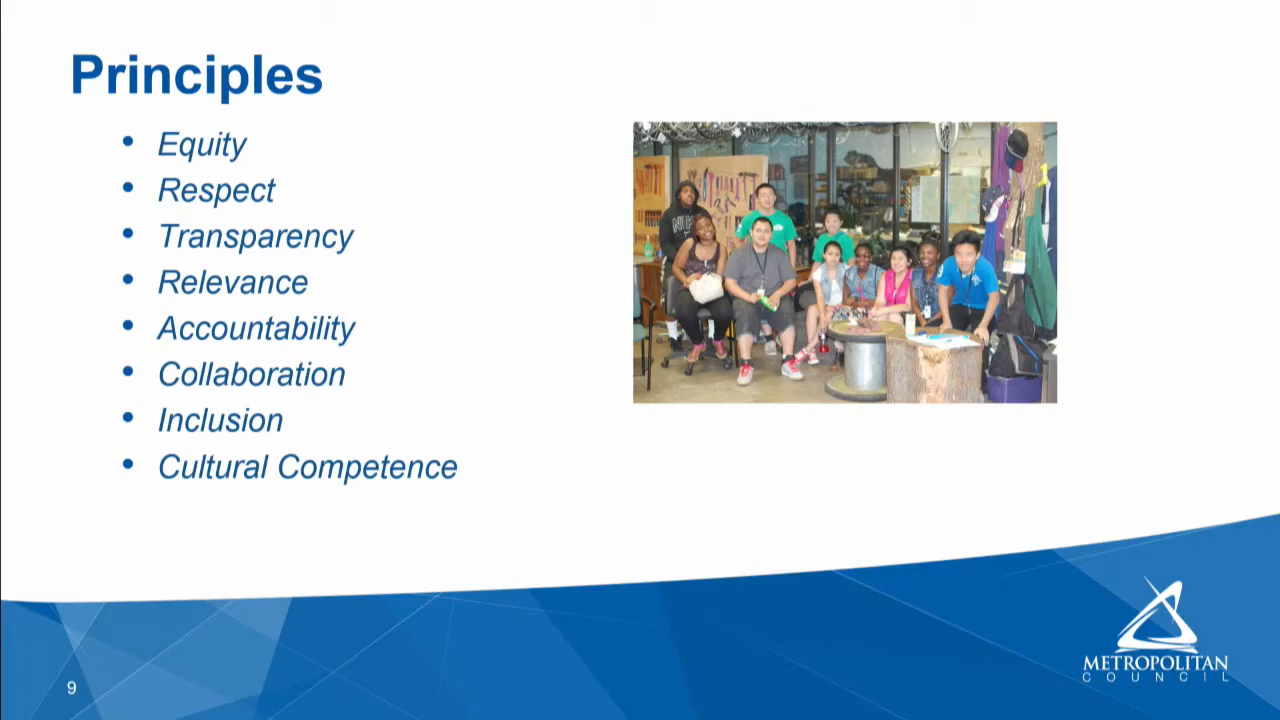 Principles
• Equity
• Respect
• Transparency
• Relevance
• Accountability
• Collaboration
• Inclusion
• Cultural Competence
9
METROPOLITAN
COUNCIL